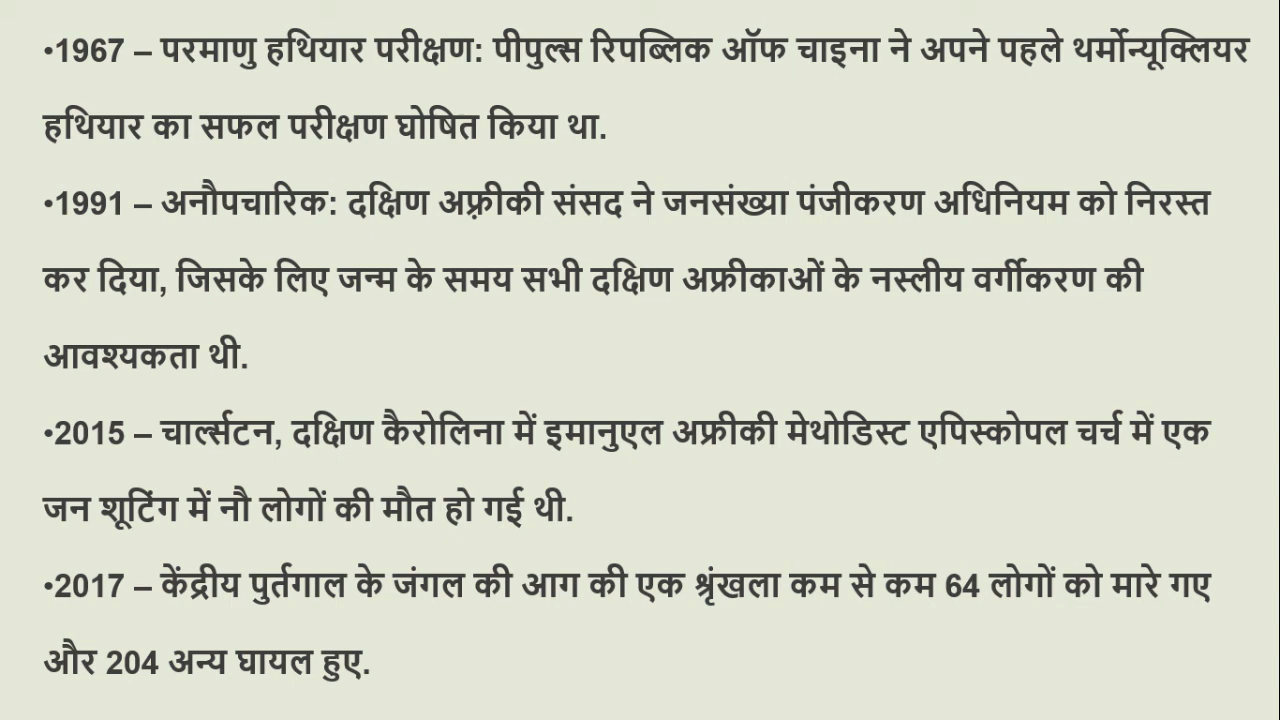 •1967 – परमाणु हथियार परीक्षण: पीपुल्स रिपब्लिक ऑफ चाइना ने अपने पहले थर्मोन्यूक्लियर
हथियार का सफल परीक्षण घोषित किया था.
•1991 – अनौपचारिक: दक्षिण अफ़्रीकी संसद ने जनसंख्या पंजीकरण अधिनियम को निरस्त
कर दिया, जिसके लिए जन्म के समय सभी दक्षिण अफ्रीकाओं के नस्लीय वर्गीकरण की
आवश्यकता थी.
•2015 – चार्ल्सटन, दक्षिण कैरोलिना में इमानुएल अफ्रीकी मेथोडिस्ट एपिस्कोपल चर्च में एक
जन शूटिंग में नौ लोगों की मौत हो गई थी.
•2017 – केंद्रीय पुर्तगाल के जंगल की आग की एक श्रृंखला कम से कम 64 लोगों को मारे गए
और 204 अन्य घायल हुए.